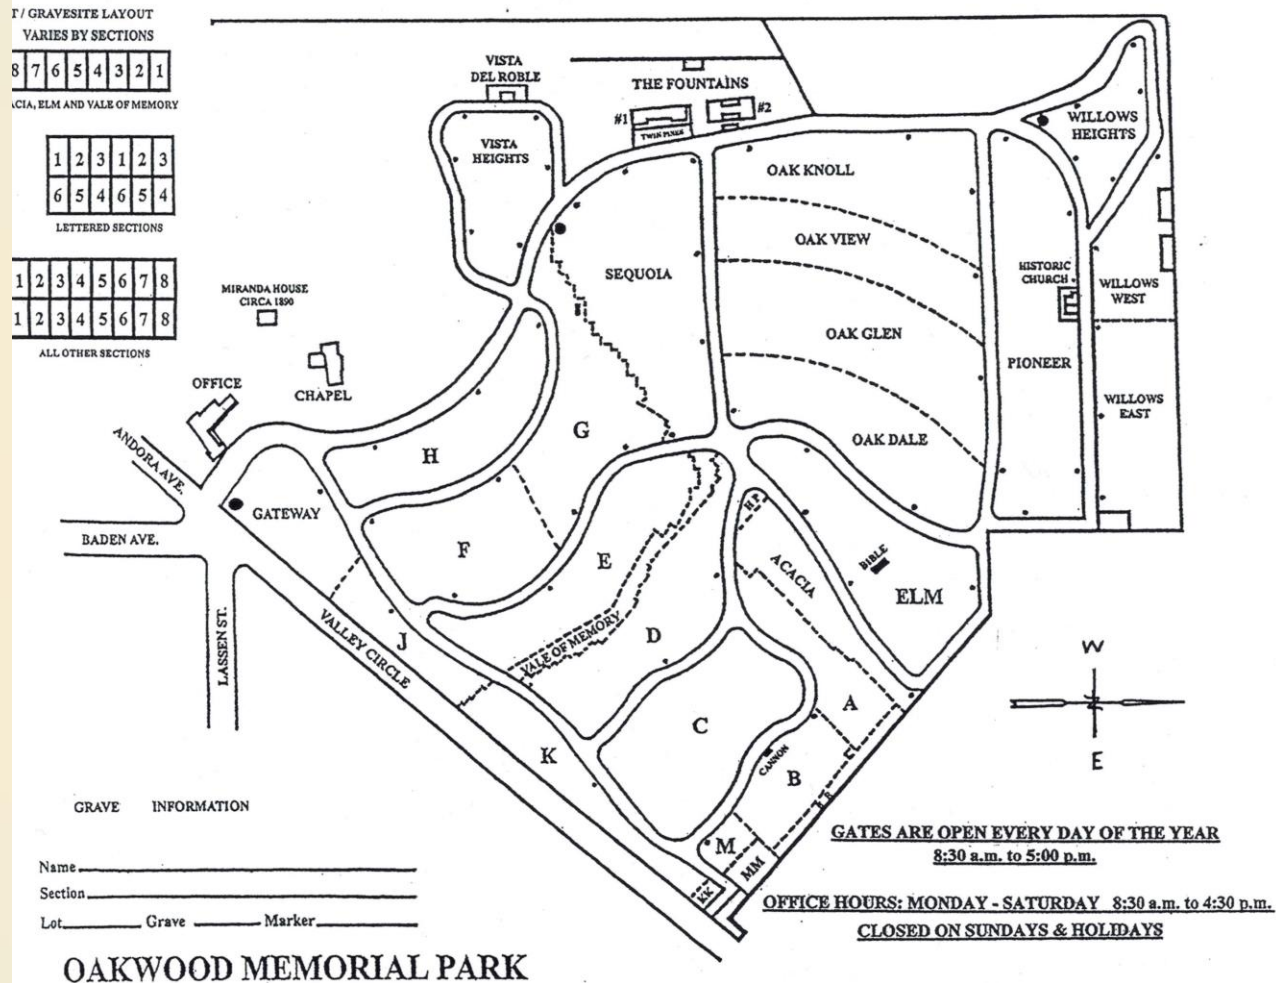 T / GRAVESITE LAYOUT
VARIES BY SECTIONS
8 7 6 5 4 3 2 1
ACIA, ELM AND VALE OF MEMORY
1 2 3 1 2 3
6 5 4 6 5 4
LETTERED SECTIONS
1 2 3 4 5 6 7 8
1 2 3 4 5 6 7 8
ALL OTHER SECTIONS
VISTA
DEL ROBLE
VISTA
HEIGHTS
THE FOUNTAINS
#1
#2
TWIN PINES
WILLOWS
HEIGHTS
OAK KNOLL
OAK VIEW
SEQUOIA
HISTORIC
CHURCH
WILLOWS
WEST
OAK GLEN
PIONEER
WILLOWS
EAST
OAK DALE
MIRANDA HOUSE
CIRCA 1890
CHAPEL
OFFICE
ANDORA AVE.
BADEN AVE.
LASSEN ST.
VALLEY CIRCLE
GATEWAY
H
G
F
E
J
VALE OF MEMORY
D
H P
ACACIA
BIBLE
ELM
A
C
K
CANNON
B
M
MM
KK
W
E
GRAVE INFORMATION
Name
Section
Lot Grave Marker
GATES ARE OPEN EVERY DAY OF THE YEAR
8:30 a.m. to 5:00 p.m.
OFFICE HOURS: MONDAY - SATURDAY 8:30 a.m. to 4:30 p.m.
CLOSED ON SUNDAYS & HOLIDAYS
OAKWOOD MEMORIAL PARK